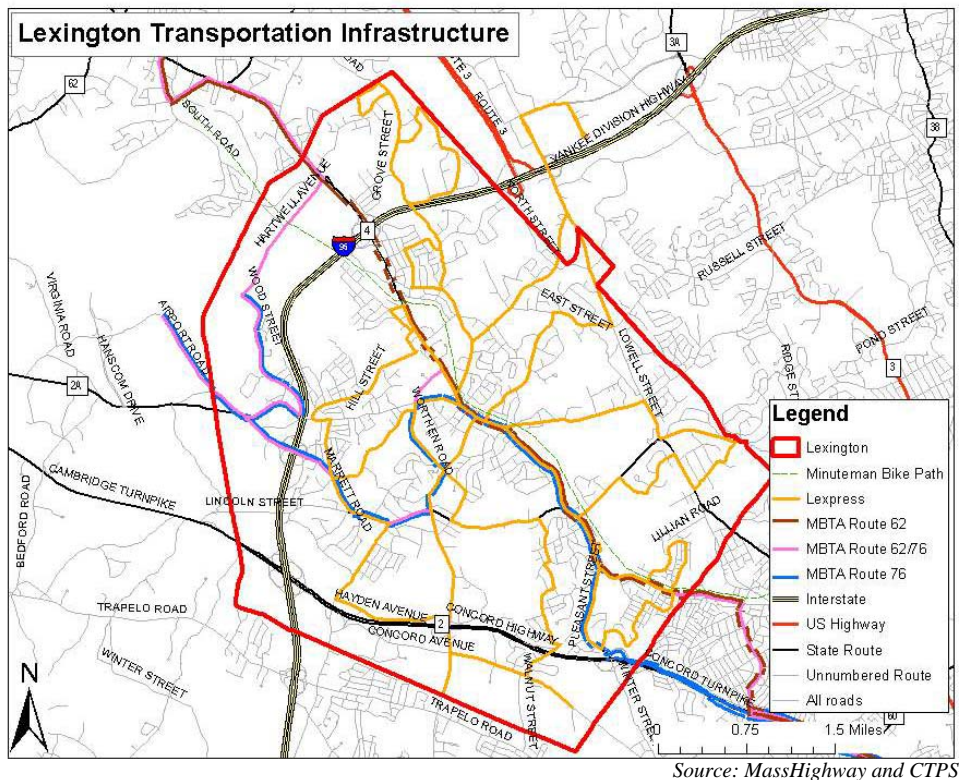 Lexington Transportation Infrastructure
3A
62
ROAD
ROUTE 3
SOUTH ROAD
GROVE STREET
YANKEE DIVISION HIGHWAY
38
HARTWELL AVENUE
NORTH STREET
4
95
RUSSELL STREET
WOOD STREET
EAST STREET
VIRGINIA ROAD
AIRPORT ROAD
HANSCOM DRIVE
LOWELL STREET
POND STREET
RIDGE ST
3
2A
HILL STREET
WORTHEN ROAD
MARRETT ROAD
CAMBRIDGE TURNPIKE
LINCOLN STREET
BEDFORD ROAD
LILLIAN ROAD
Legend
Lexington
Minuteman Bike Path
Lexpress
MBTA Route 62
MBTA Route 62/76
MBTA Route 76
Interstate
US Highway
State Route
Unnumbered Route
All roads
TRAPELO ROAD
HAYDEN AVENUE
2
CONCORD HIGHWAY
CONCORD AVENUE
PLEASANT STREET
WINTER STREET
CONCORD TURNPIKE
WALNUT STREET
WINTER STREE
TRAPELO ROAD
60
N
0 0.75 1.5 Miles
Source: MassHighway and CTPS